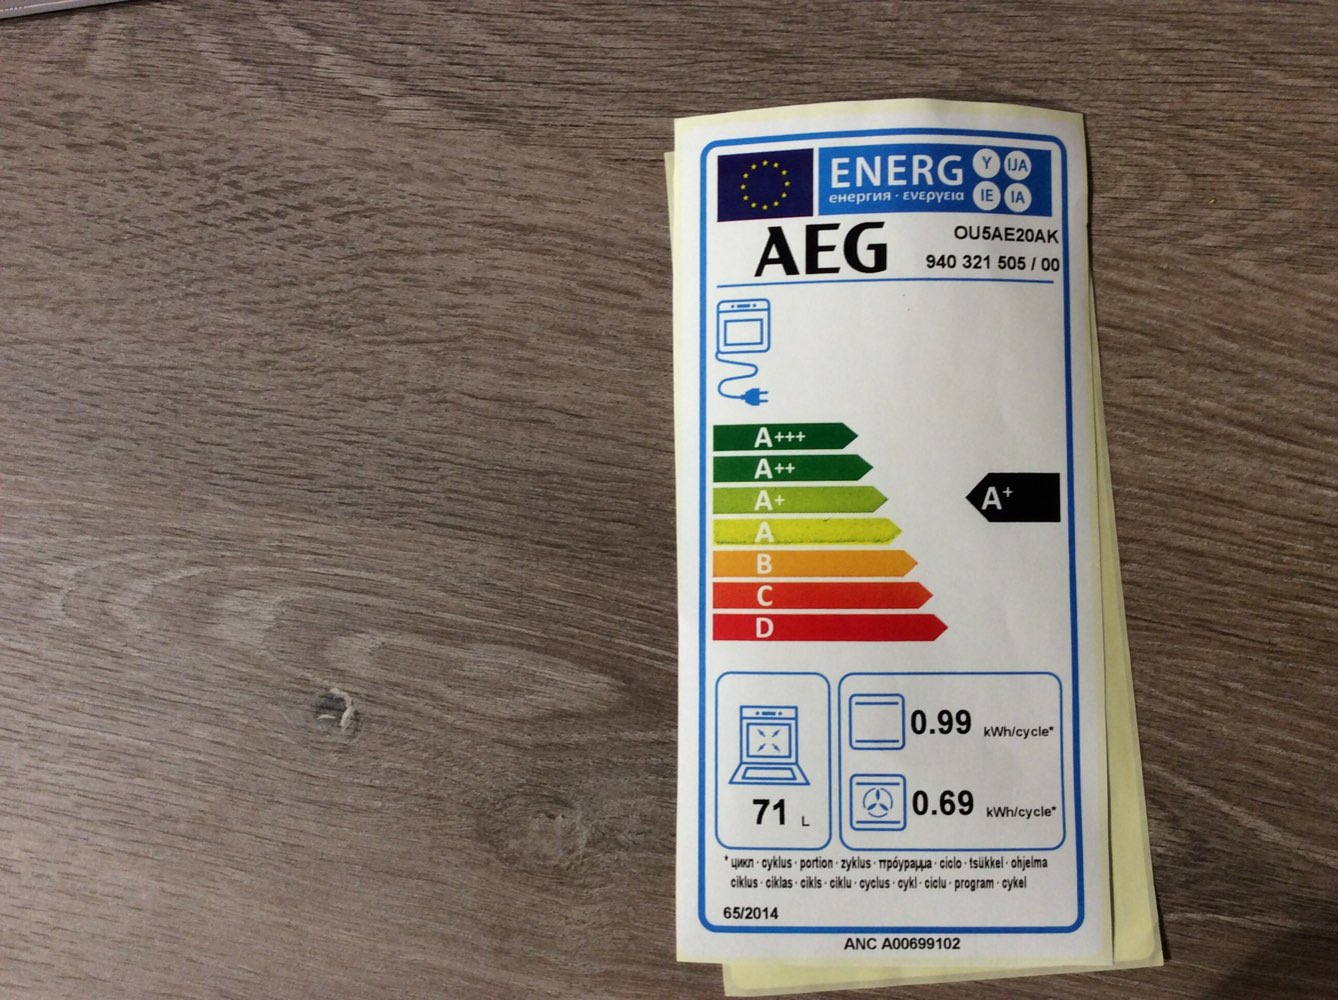 ENERG Y IJA
енергия · ενεργεια IE IA
AEG
OU5AE20AK
940 321 505 / 00
A+++
A++
A+
A
B
C
D
A+
71 L
0.99 kWh/cycle*
0.69 kWh/cycle*
* цикл · cyklus · portion · zyklus · πρόγραμμα · ciclo · tsükkel · ohjelma
ciklus · ciklas · cikls · ciklu · cyclus · cykl · ciclu · program · cykel
65/2014
ANC A00699102